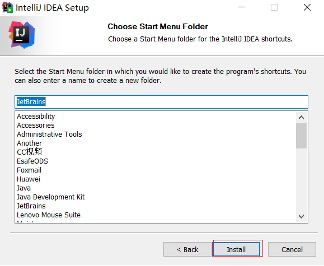 IntelliJ IDEA Setup
IJ
Choose Start Menu Folder
Choose a Start Menu folder for the IntelliJ IDEA shortcuts.
Select the Start Menu folder in which you would like to create the program's shortcuts. You
can also enter a name to create a new folder.
JetBrains
Accessibility
Accessories
Administrative Tools
Another
CC视频
EsafeODS
Foxmail
Huawei
Java
Java Development Kit
JetBrains
Lenovo Mouse Suite
< Back
Install
Cancel